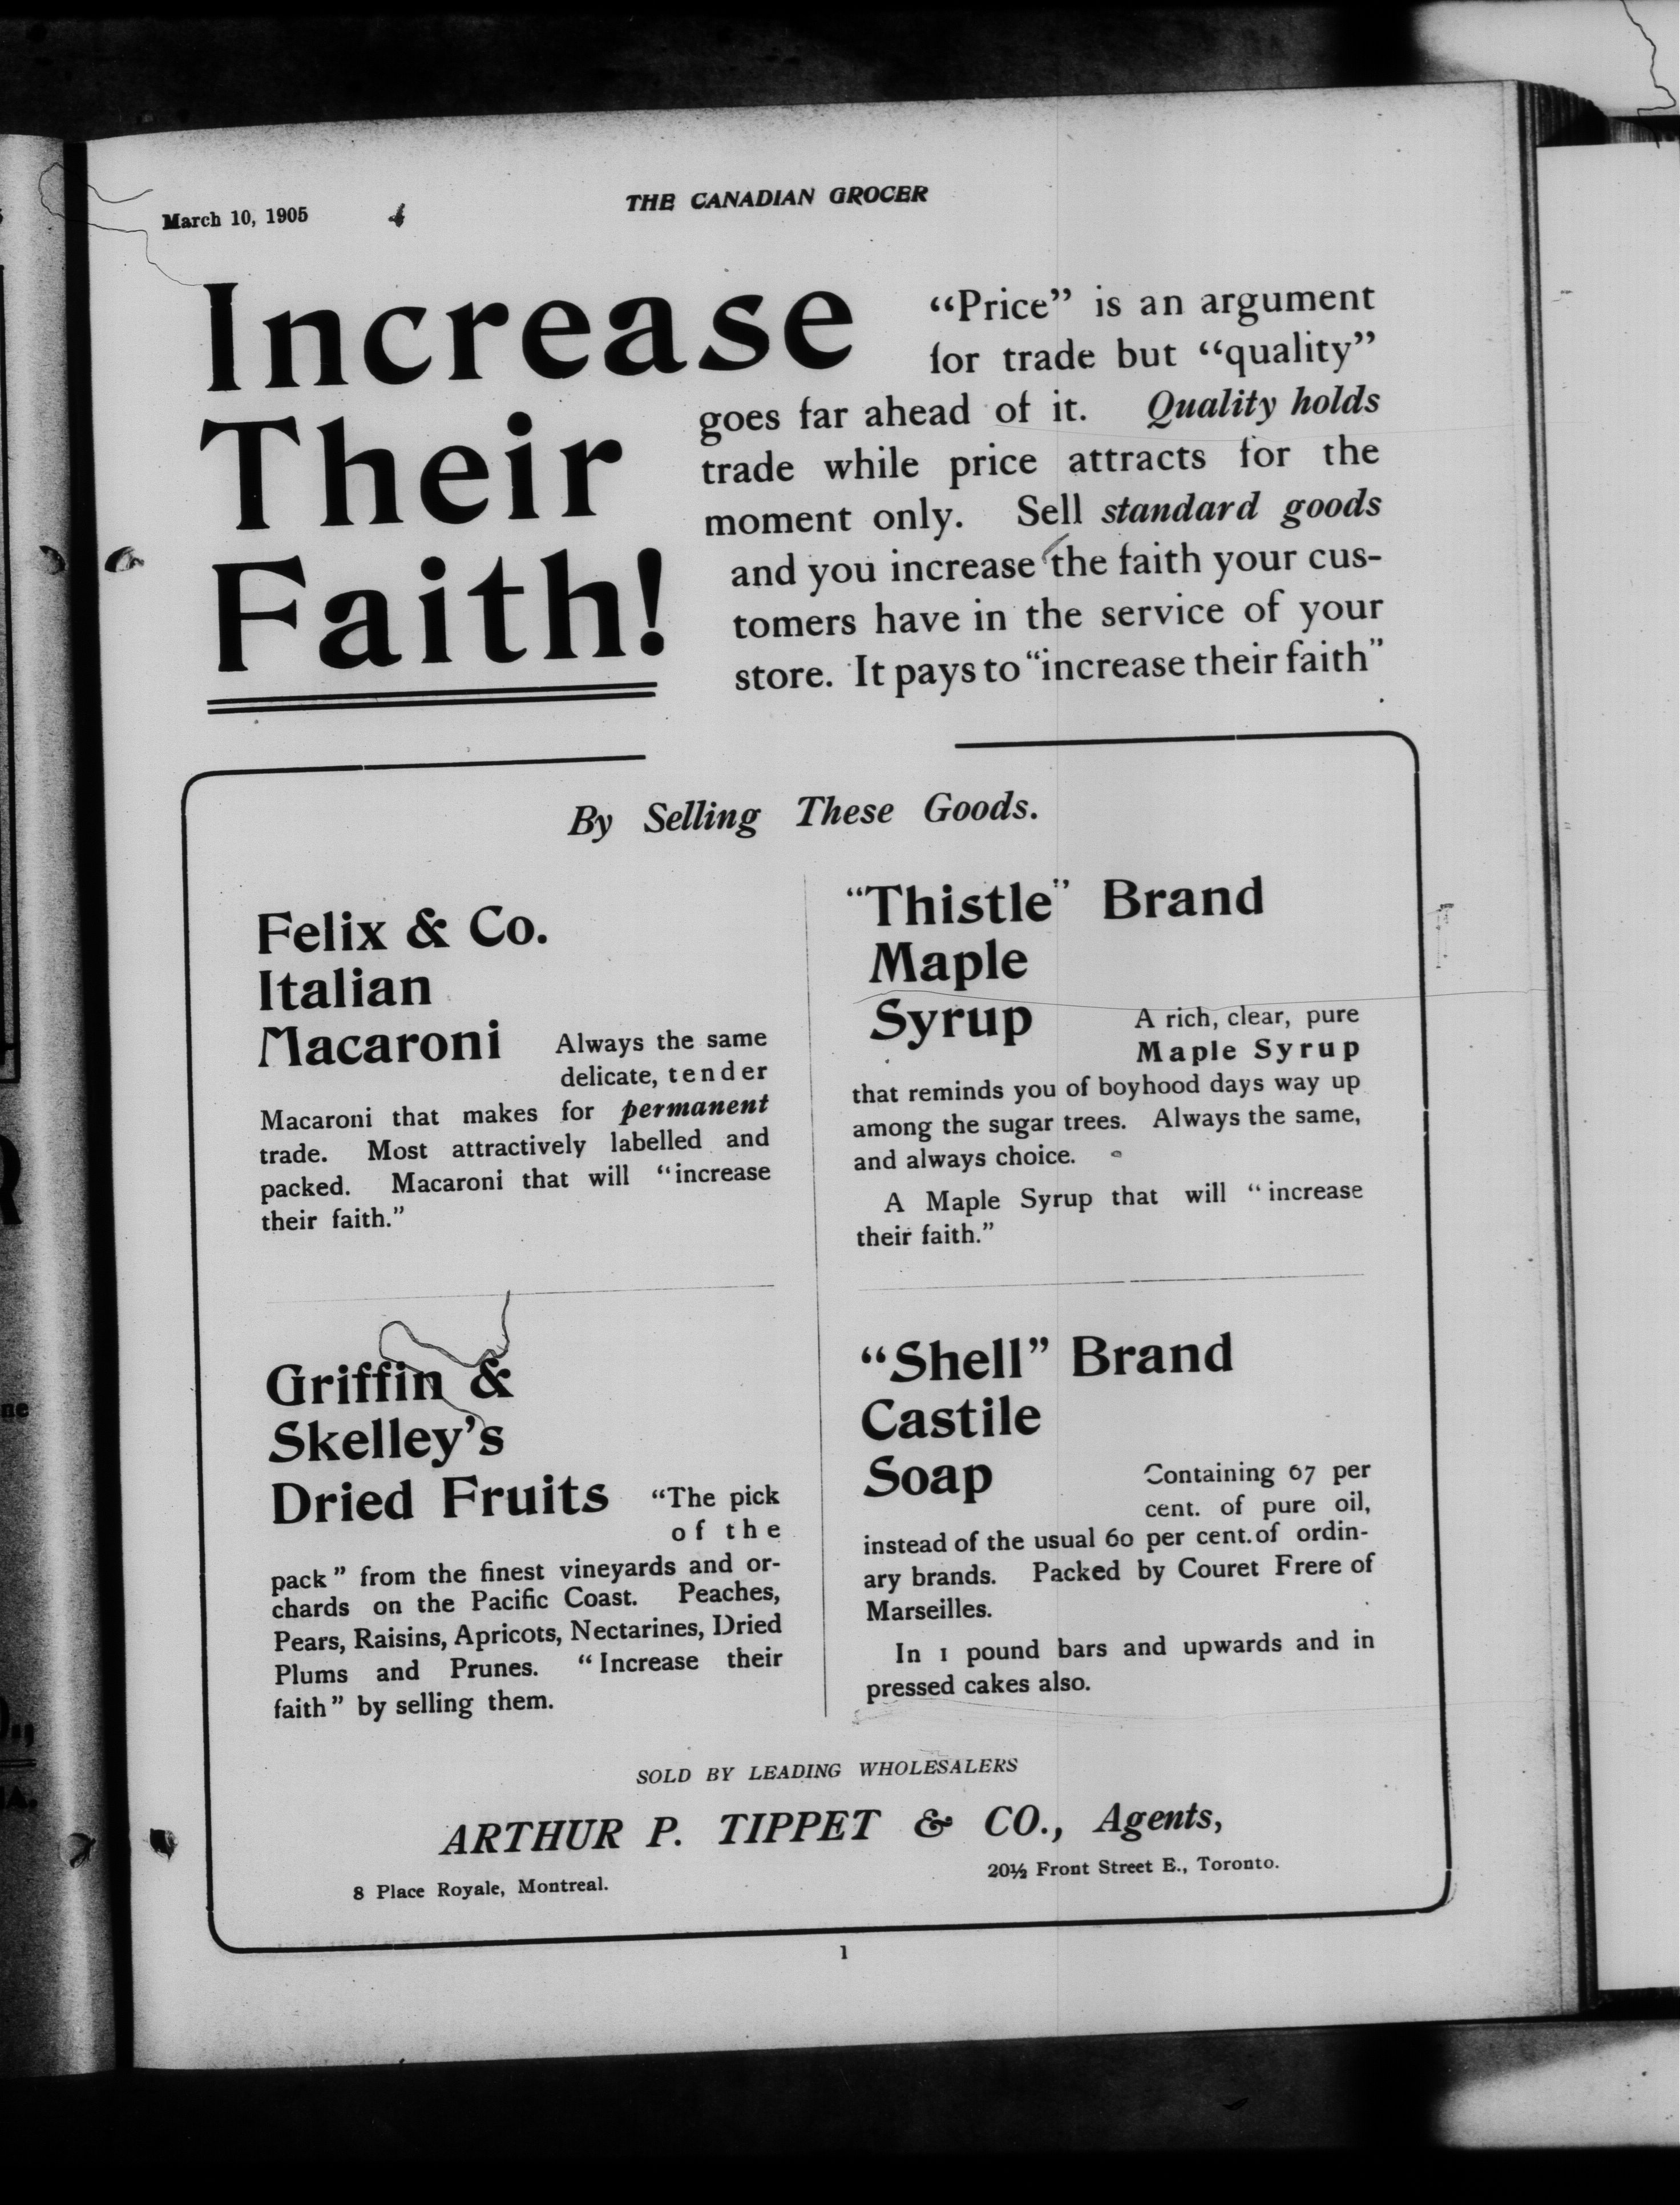 March 10, 1905
THE CANADIAN GROCER
Increase
Their
Faith!
“Price” is an argument
for trade but “quality”
goes far ahead of it. Quality holds
trade while price attracts for the
moment only. Sell standard goods
and you increase the faith your cus-
tomers have in the service of your
store. It pays to “increase their faith”
By Selling These Goods.
Felix & Co.
Italian
Macaroni
Always the same
delicate, tender
Macaroni that makes for permanent
trade. Most attractively labelled and
packed. Macaroni that will “increase
their faith.”
“Thistle” Brand
Maple
Syrup
A rich, clear, pure
Maple Syrup
that reminds you of boyhood days way up
among the sugar trees. Always the same,
and always choice.
A Maple Syrup that will “increase
their faith.”
Griffin &
Skelley’s
Dried Fruits
“The pick
of the
pack” from the finest vineyards and or-
chards on the Pacific Coast. Peaches,
Pears, Raisins, Apricots, Nectarines, Dried
Plums and Prunes. “Increase their
faith” by selling them.
“Shell” Brand
Castile
Soap
Containing 67 per
cent. of pure oil,
instead of the usual 60 per cent. of ordin-
ary brands. Packed by Couret Frere of
Marseilles.
In 1 pound bars and upwards and in
pressed cakes also.
SOLD BY LEADING WHOLESALERS
ARTHUR P. TIPPET & CO., Agents,
8 Place Royale, Montreal.
20½ Front Street E., Toronto.
1